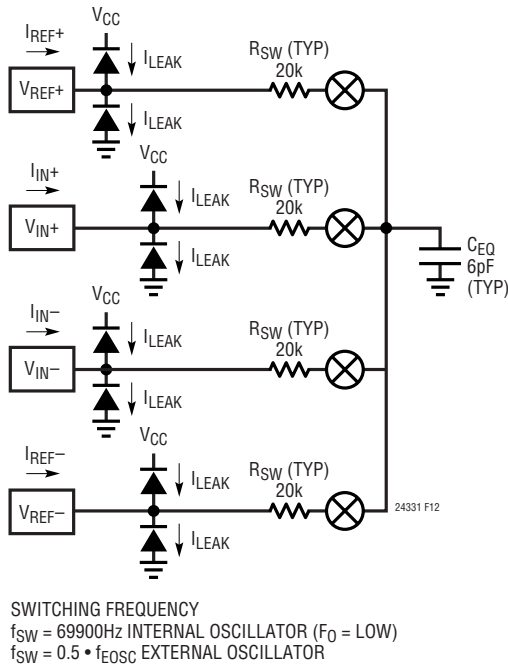 VCC
IREF+
ILEAK
RSW (TYP)
20k
VREF+
ILEAK
VCC
IIN+
ILEAK
RSW (TYP)
20k
VIN+
ILEAK
CEQ
6pF
(TYP)
VCC
IIN–
ILEAK
RSW (TYP)
20k
VIN–
ILEAK
VCC
IREF–
ILEAK
RSW (TYP)
20k
VREF–
ILEAK
24331 F12
SWITCHING FREQUENCY
fSW = 69900Hz INTERNAL OSCILLATOR (FO = LOW)
fSW = 0.5 • fEOSC EXTERNAL OSCILLATOR